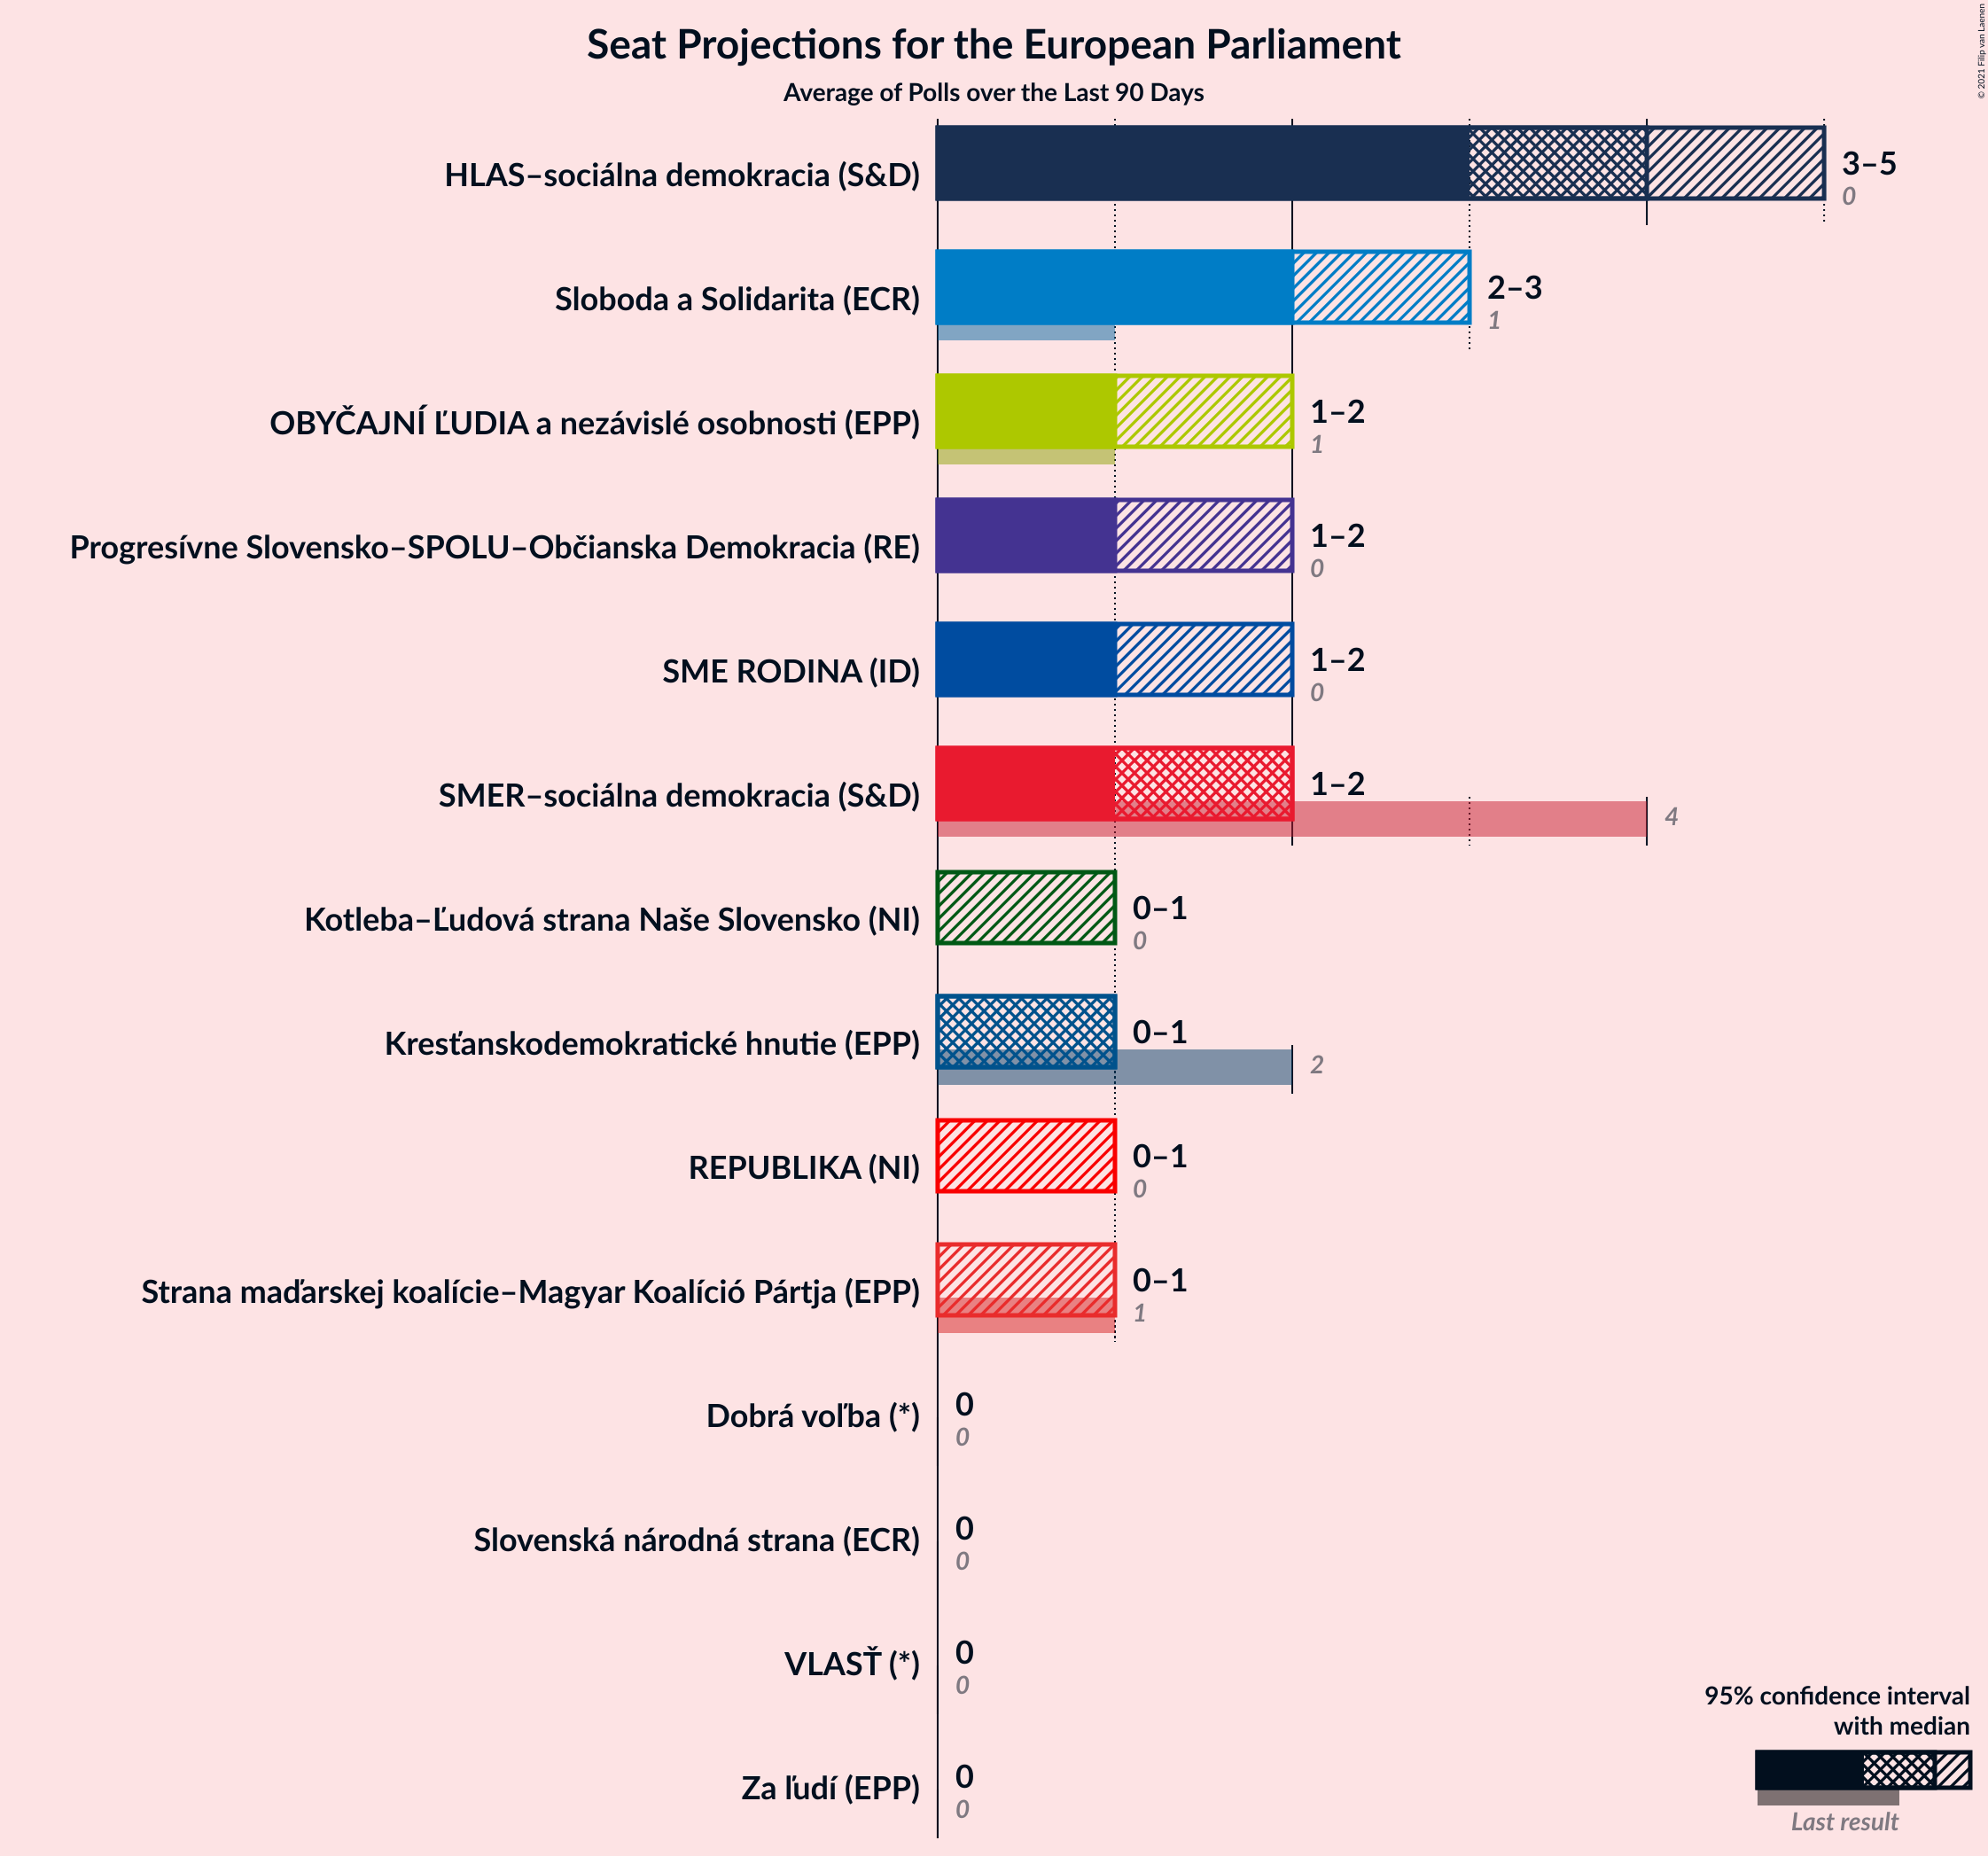 Seat Projections for the European Parliament
Average of Polls over the Last 90 Days
© 2021 Filip van Laenen
HLAS–sociálna demokracia (S&D)
3–5
0
Sloboda a Solidarita (ECR)
2–3
1
OBYČAJNÍ ĽUDIA a nezávislé osobnosti (EPP)
1–2
1
Progresívne Slovensko–SPOLU–Občianska Demokracia (RE)
1–2
0
SME RODINA (ID)
1–2
0
SMER–sociálna demokracia (S&D)
1–2
4
Kotleba–Ľudová strana Naše Slovensko (NI)
0–1
0
Kresťanskodemokratické hnutie (EPP)
0–1
2
REPUBLIKA (NI)
0–1
0
Strana maďarskej koalície–Magyar Koalíció Pártja (EPP)
0–1
1
Dobrá voľba (*)
0
0
Slovenská národná strana (ECR)
0
0
VLASŤ (*)
0
0
Za ľudí (EPP)
0
0
95% confidence interval
with median
Last result